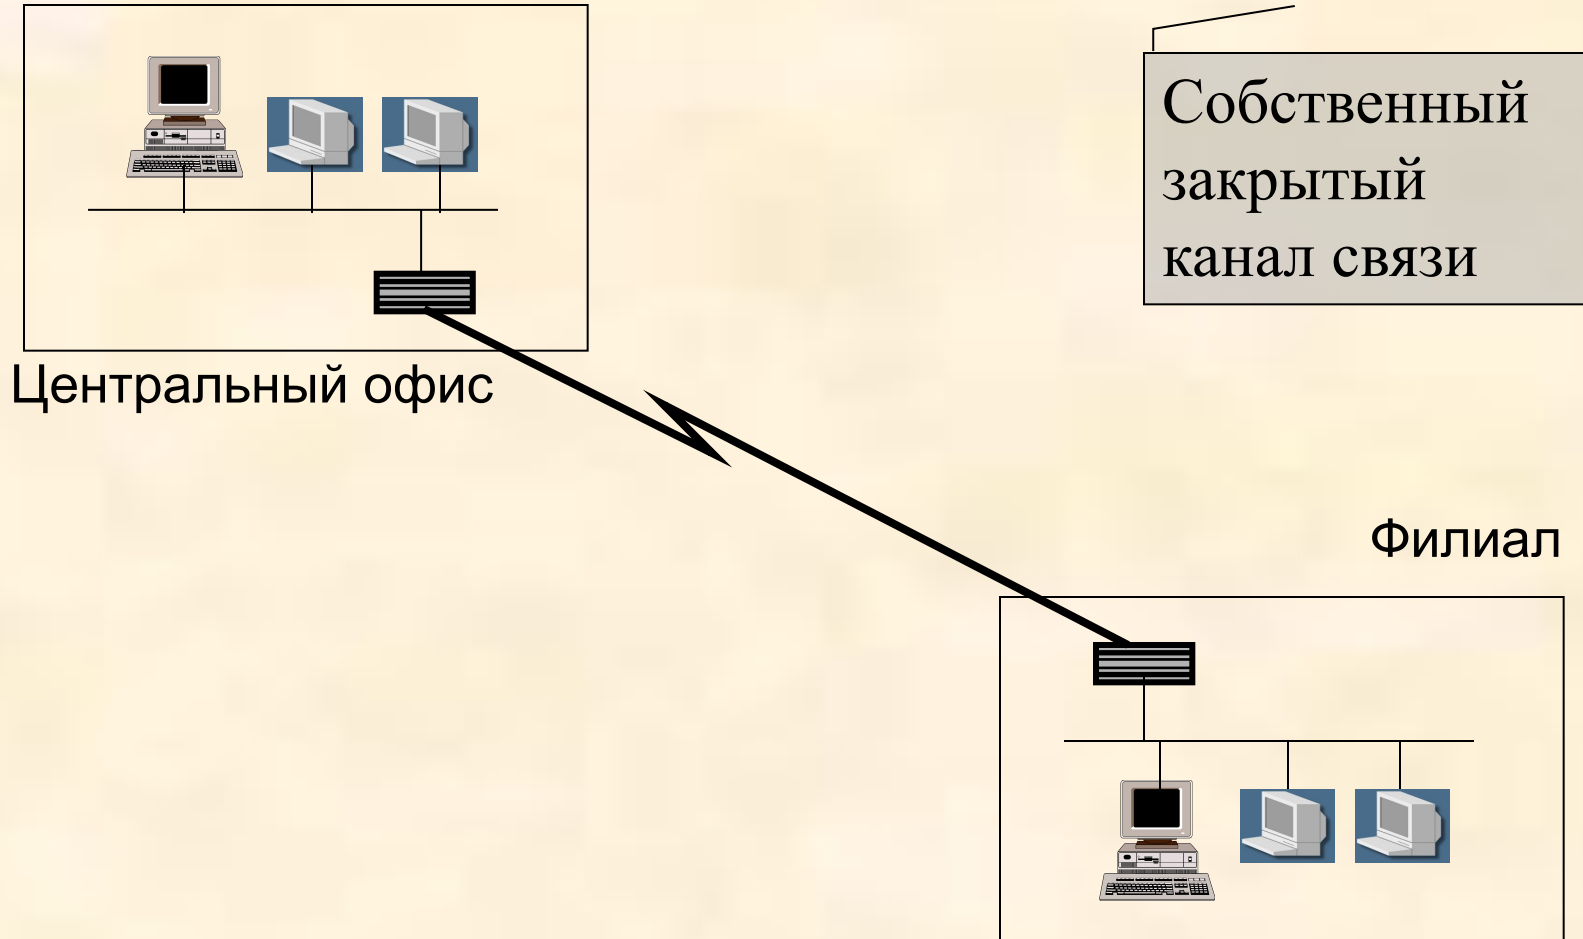 Собственный
закрытый
канал связи
Центральный офис
Филиал